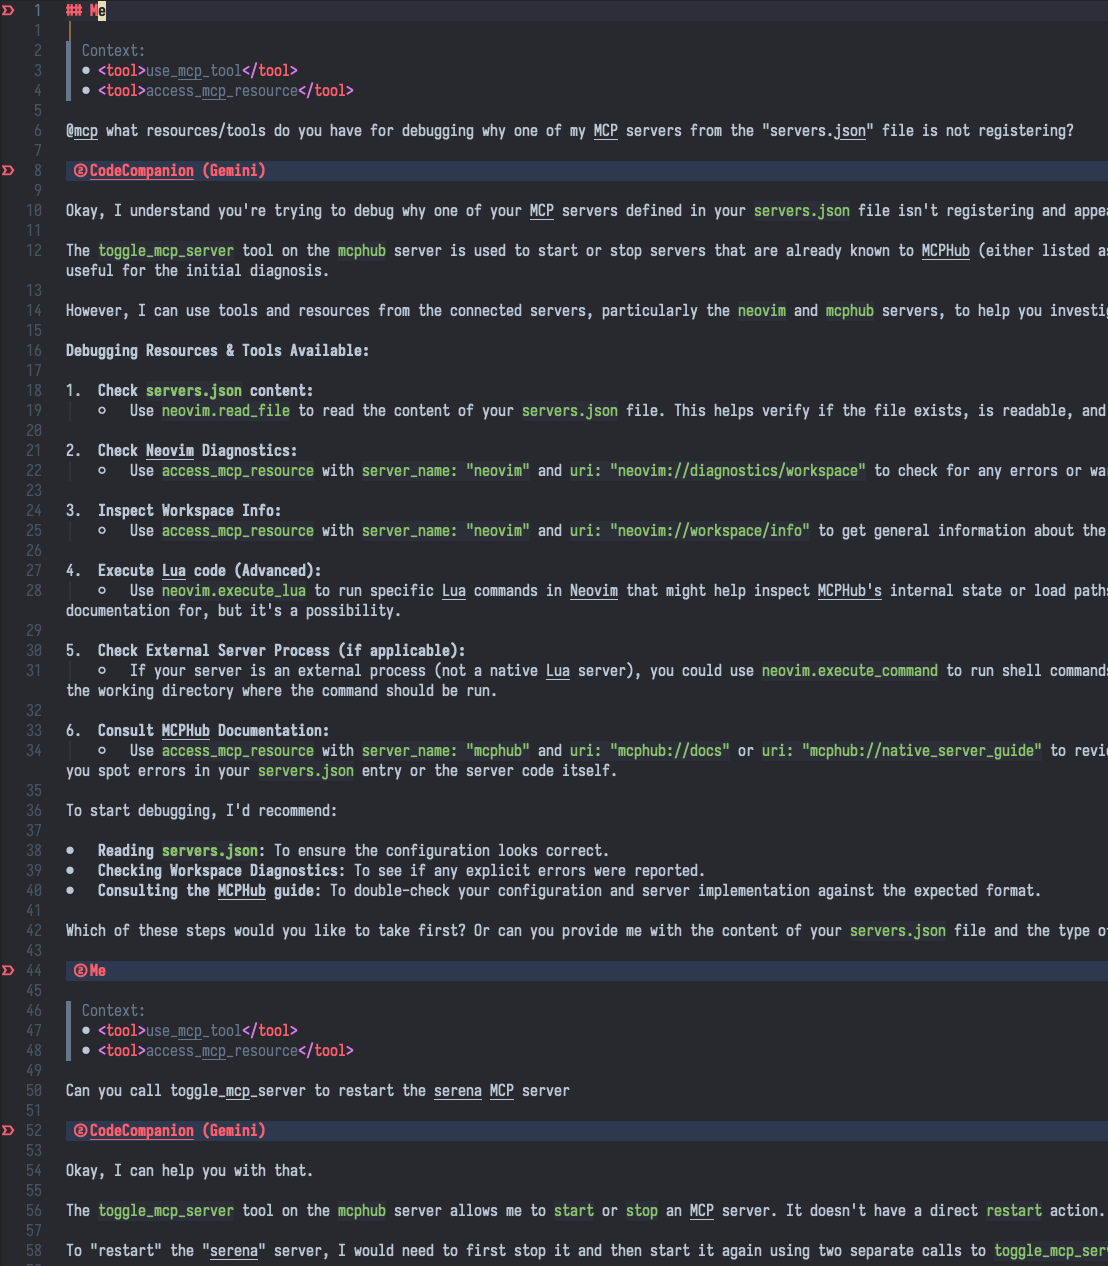 1 ## Me
1
2 Context:
3 • <tool>use_mcp_tool</tool>
4 • <tool>access_mcp_resource</tool>
5
6 @mcp what resources/tools do you have for debugging why one of my MCP servers from the "servers.json" file is not registering?
7
8 ②CodeCompanion (Gemini)
9
10 Okay, I understand you're trying to debug why one of your MCP servers defined in your servers.json file isn't registering and appea
11
12 The toggle_mcp_server tool on the mcphub server is used to start or stop servers that are already known to MCPHub (either listed as
useful for the initial diagnosis.
13
14 However, I can use tools and resources from the connected servers, particularly the neovim and mcphub servers, to help you investig
15
16 Debugging Resources & Tools Available:
17
18 1. Check servers.json content:
19 ○ Use neovim.read_file to read the content of your servers.json file. This helps verify if the file exists, is readable, and
20
21 2. Check Neovim Diagnostics:
22 ○ Use access_mcp_resource with server_name: "neovim" and uri: "neovim://diagnostics/workspace" to check for any errors or wa
23
24 3. Inspect Workspace Info:
25 ○ Use access_mcp_resource with server_name: "neovim" and uri: "neovim://workspace/info" to get general information about the
26
27 4. Execute Lua code (Advanced):
28 ○ Use neovim.execute_lua to run specific Lua commands in Neovim that might help inspect MCPHub's internal state or load paths
documentation for, but it's a possibility.
29
30 5. Check External Server Process (if applicable):
31 ○ If your server is an external process (not a native Lua server), you could use neovim.execute_command to run shell commands
the working directory where the command should be run.
32
33 6. Consult MCPHub Documentation:
34 ○ Use access_mcp_resource with server_name: "mcphub" and uri: "mcphub://docs" or uri: "mcphub://native_server_guide" to revie
you spot errors in your servers.json entry or the server code itself.
35
36 To start debugging, I'd recommend:
37
38 • Reading servers.json: To ensure the configuration looks correct.
39 • Checking Workspace Diagnostics: To see if any explicit errors were reported.
40 • Consulting the MCPHub guide: To double-check your configuration and server implementation against the expected format.
41
42 Which of these steps would you like to take first? Or can you provide me with the content of your servers.json file and the type of
43
44 ②Me
45
46 Context:
47 • <tool>use_mcp_tool</tool>
48 • <tool>access_mcp_resource</tool>
49
50 Can you call toggle_mcp_server to restart the serena MCP server
51
52 ②CodeCompanion (Gemini)
53
54 Okay, I can help you with that.
55
56 The toggle_mcp_server tool on the mcphub server allows me to start or stop an MCP server. It doesn't have a direct restart action.
57
58 To "restart" the "serena" server, I would need to first stop it and then start it again using two separate calls to toggle_mcp_serv